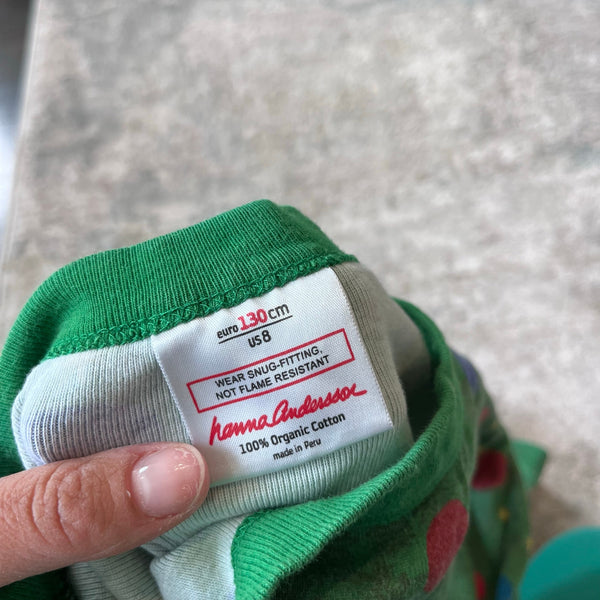 euro 130 cm
US 8
WEAR SNUG-FITTING,
NOT FLAME RESISTANT
hanna Andersson
100% Organic Cotton
made in Peru